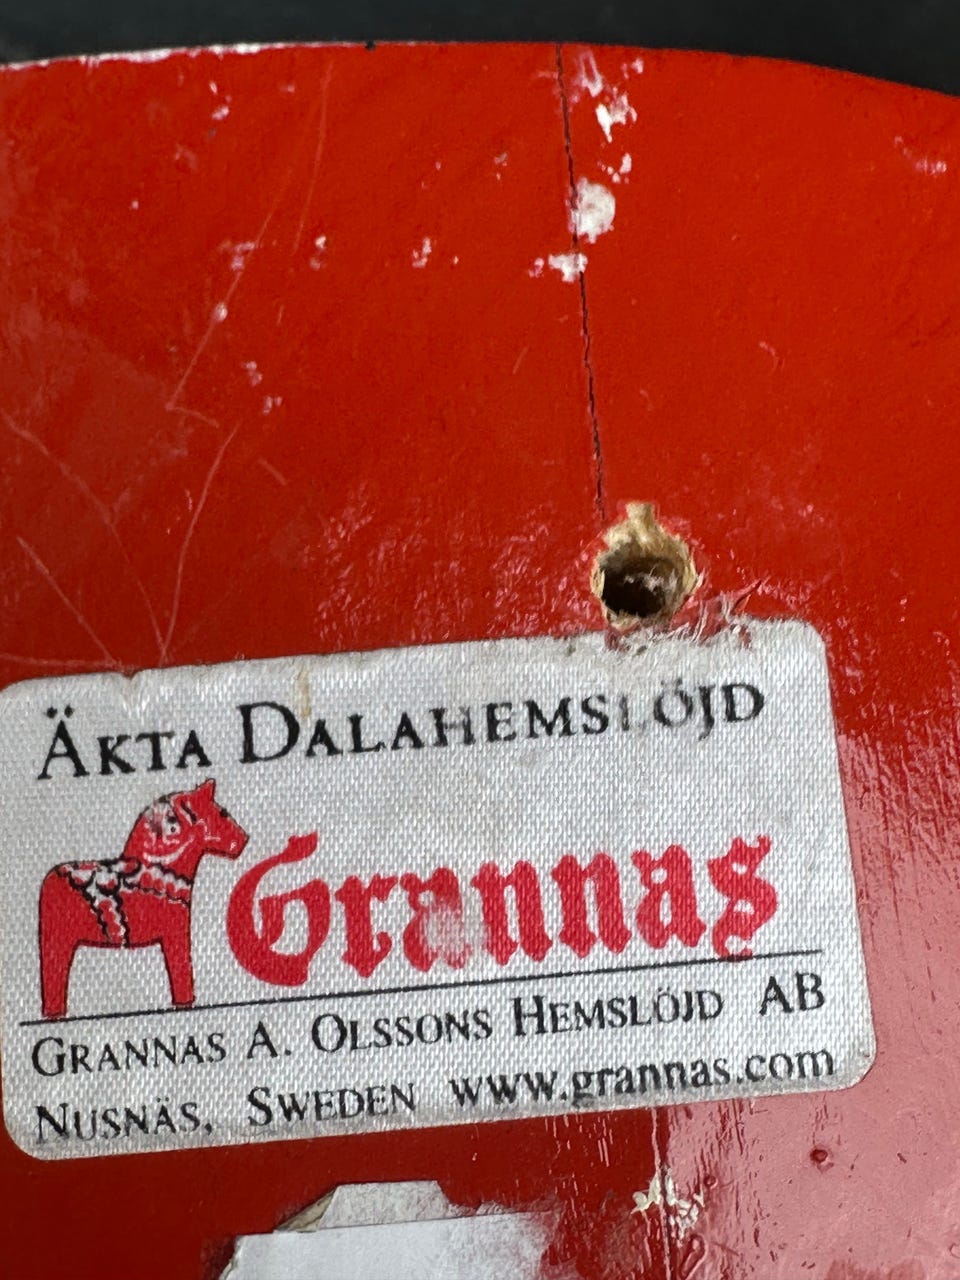 Äkta Dalahemslöjd
Grannas
Grannas A. Olssons Hemslöjd AB
Nusnäs, Sweden www.grannas.com